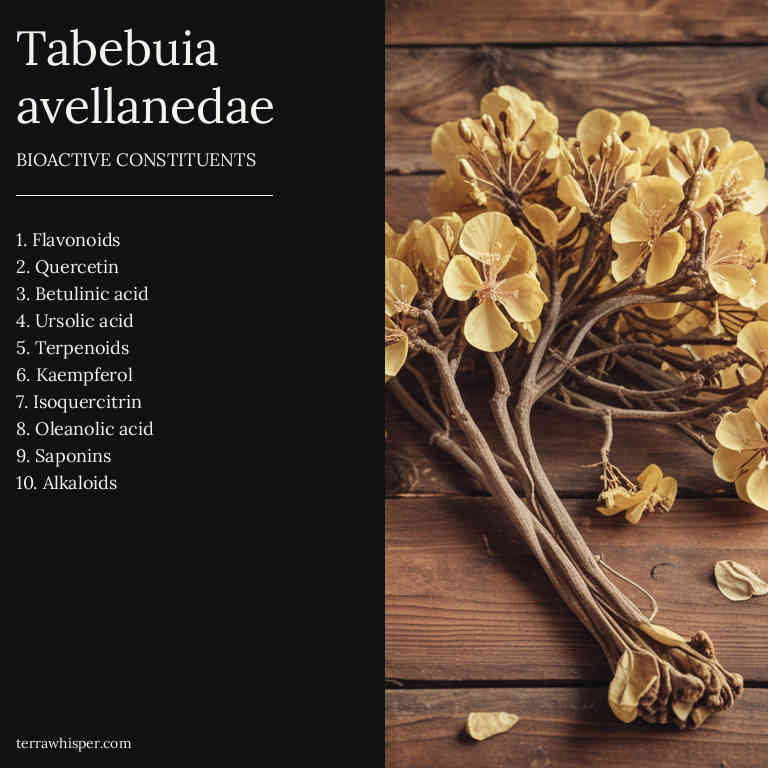 Tabebuia
avellanedae
BIOACTIVE CONSTITUENTS
1. Flavonoids
2. Quercetin
3. Betulinic acid
4. Ursolic acid
5. Terpenoids
6. Kaempferol
7. Isoquercitrin
8. Oleanolic acid
9. Saponins
10. Alkaloids
terrawhisper.com